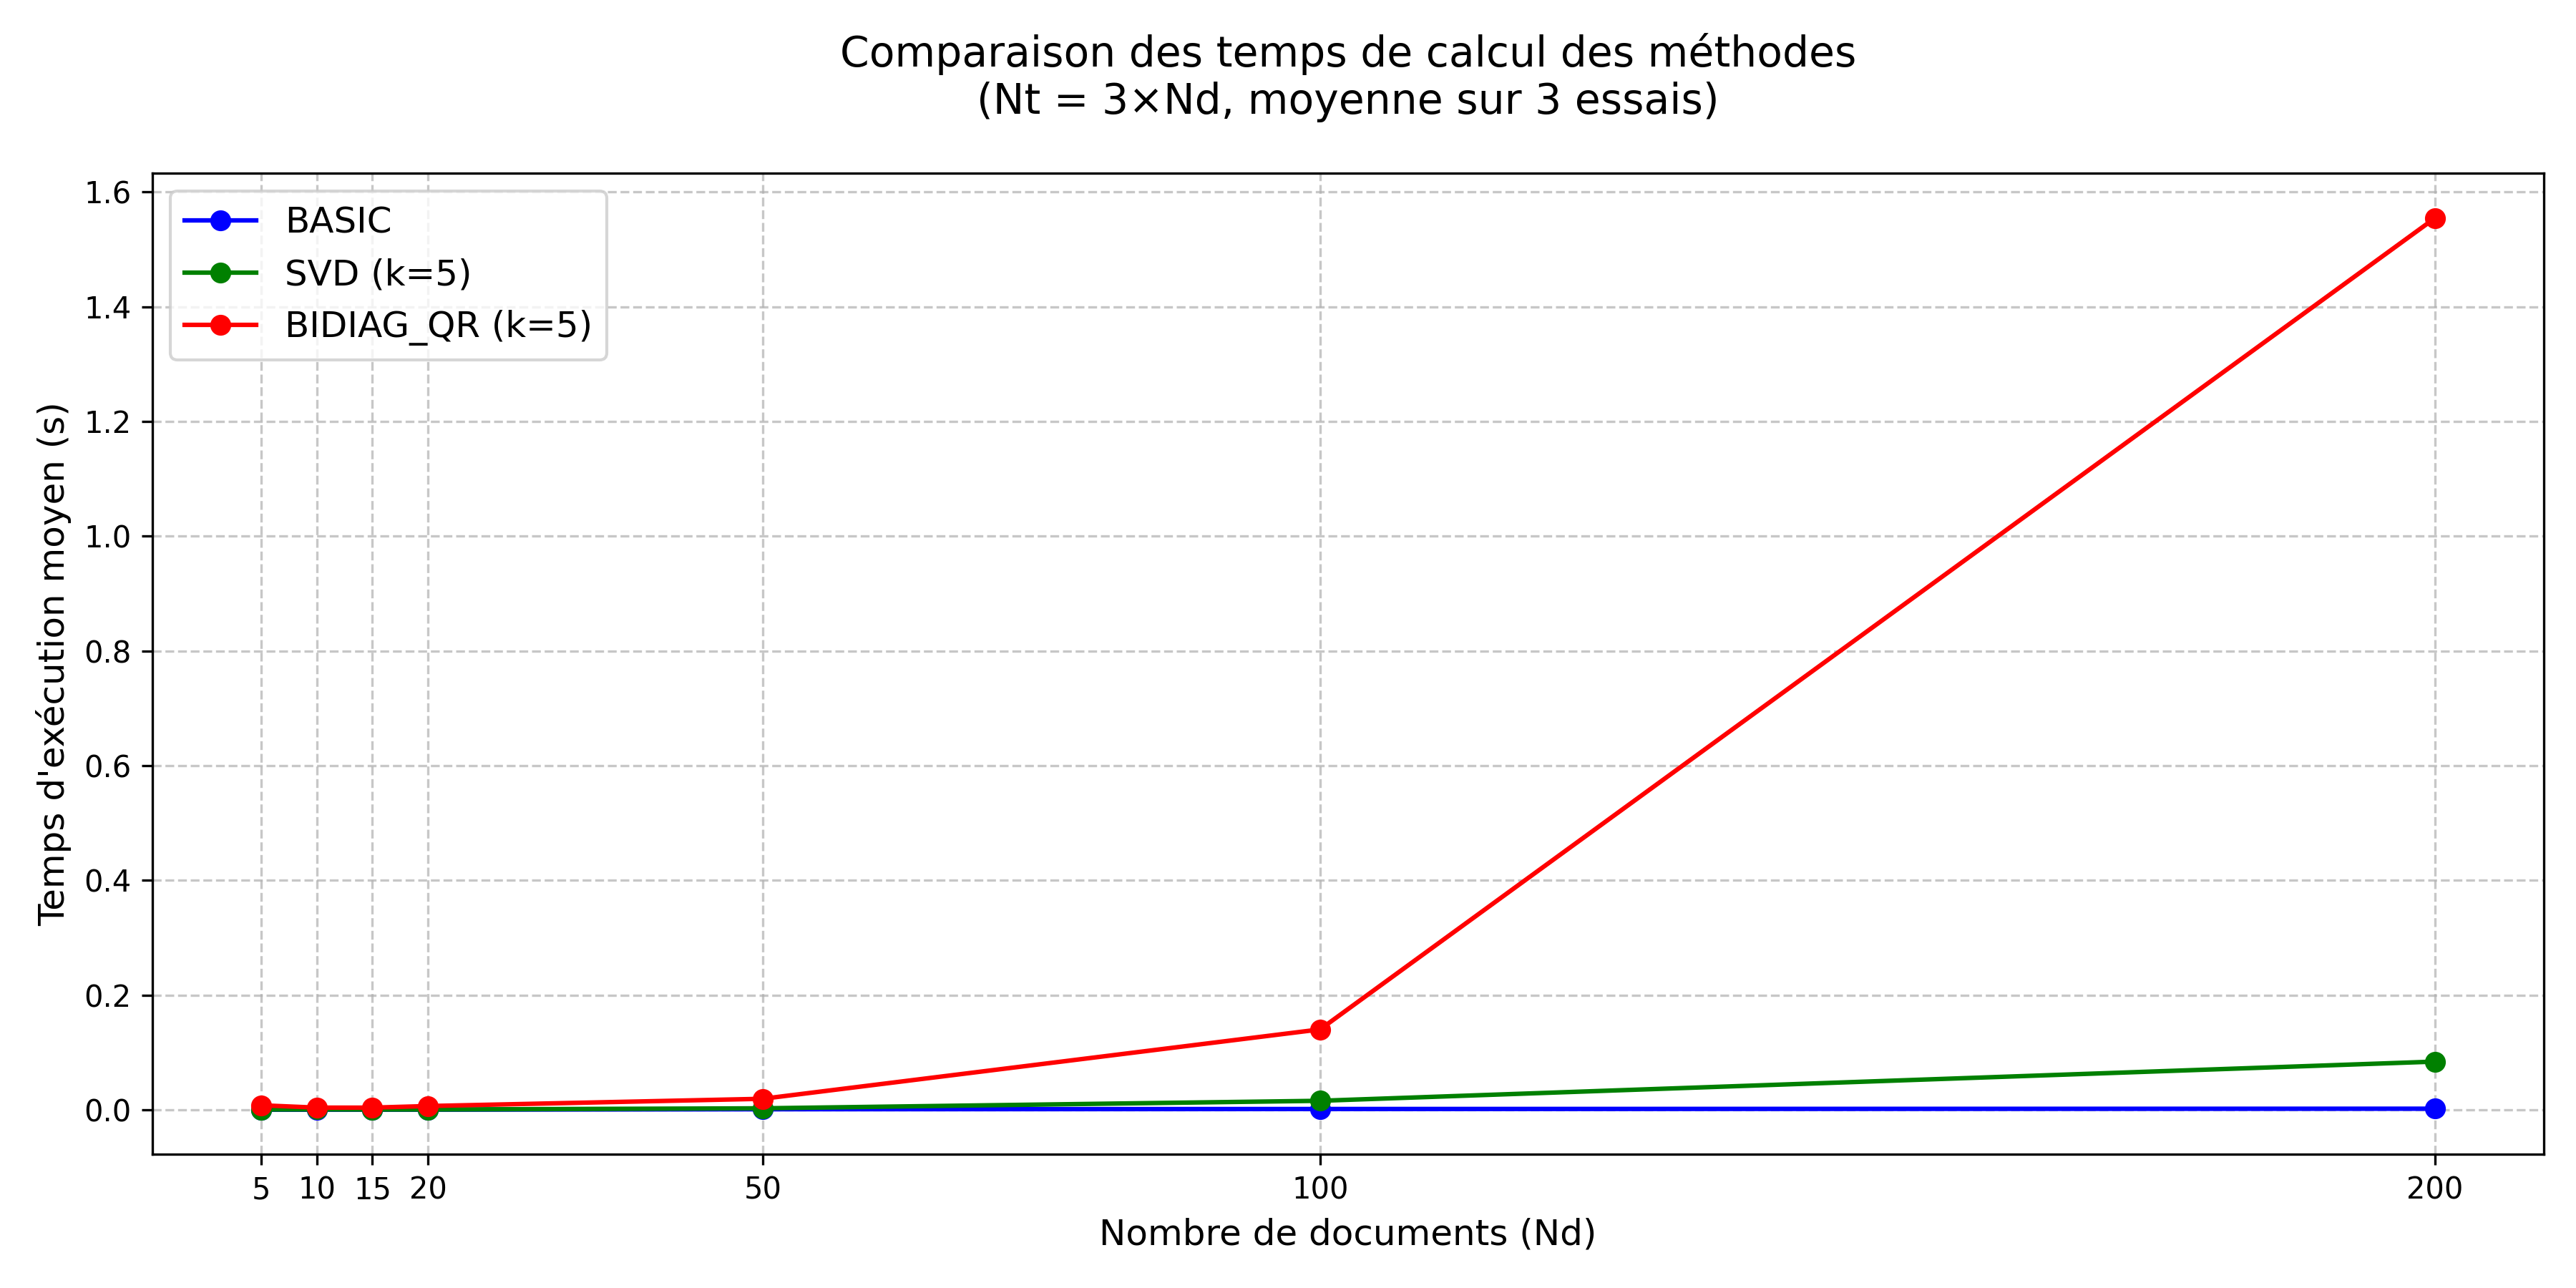 Comparaison des temps de calcul des méthodes
(Nt = 3×Nd, moyenne sur 3 essais)
BASIC
SVD (k=5)
BIDIAG_QR (k=5)
Temps d'exécution moyen (s)
1.6
1.4
1.2
1.0
0.8
0.6
0.4
0.2
0.0
5 10 15 20 50 100 200
Nombre de documents (Nd)